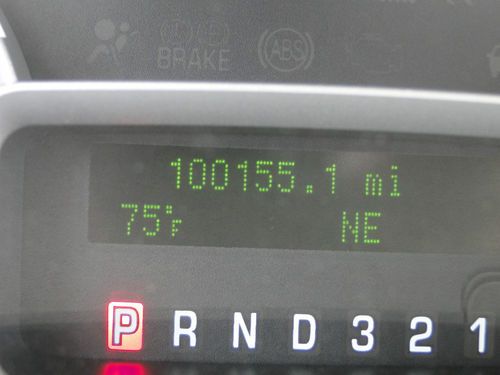 BRAKE ABS
100155.1 mi
75°F NE
P R N D 3 2 1